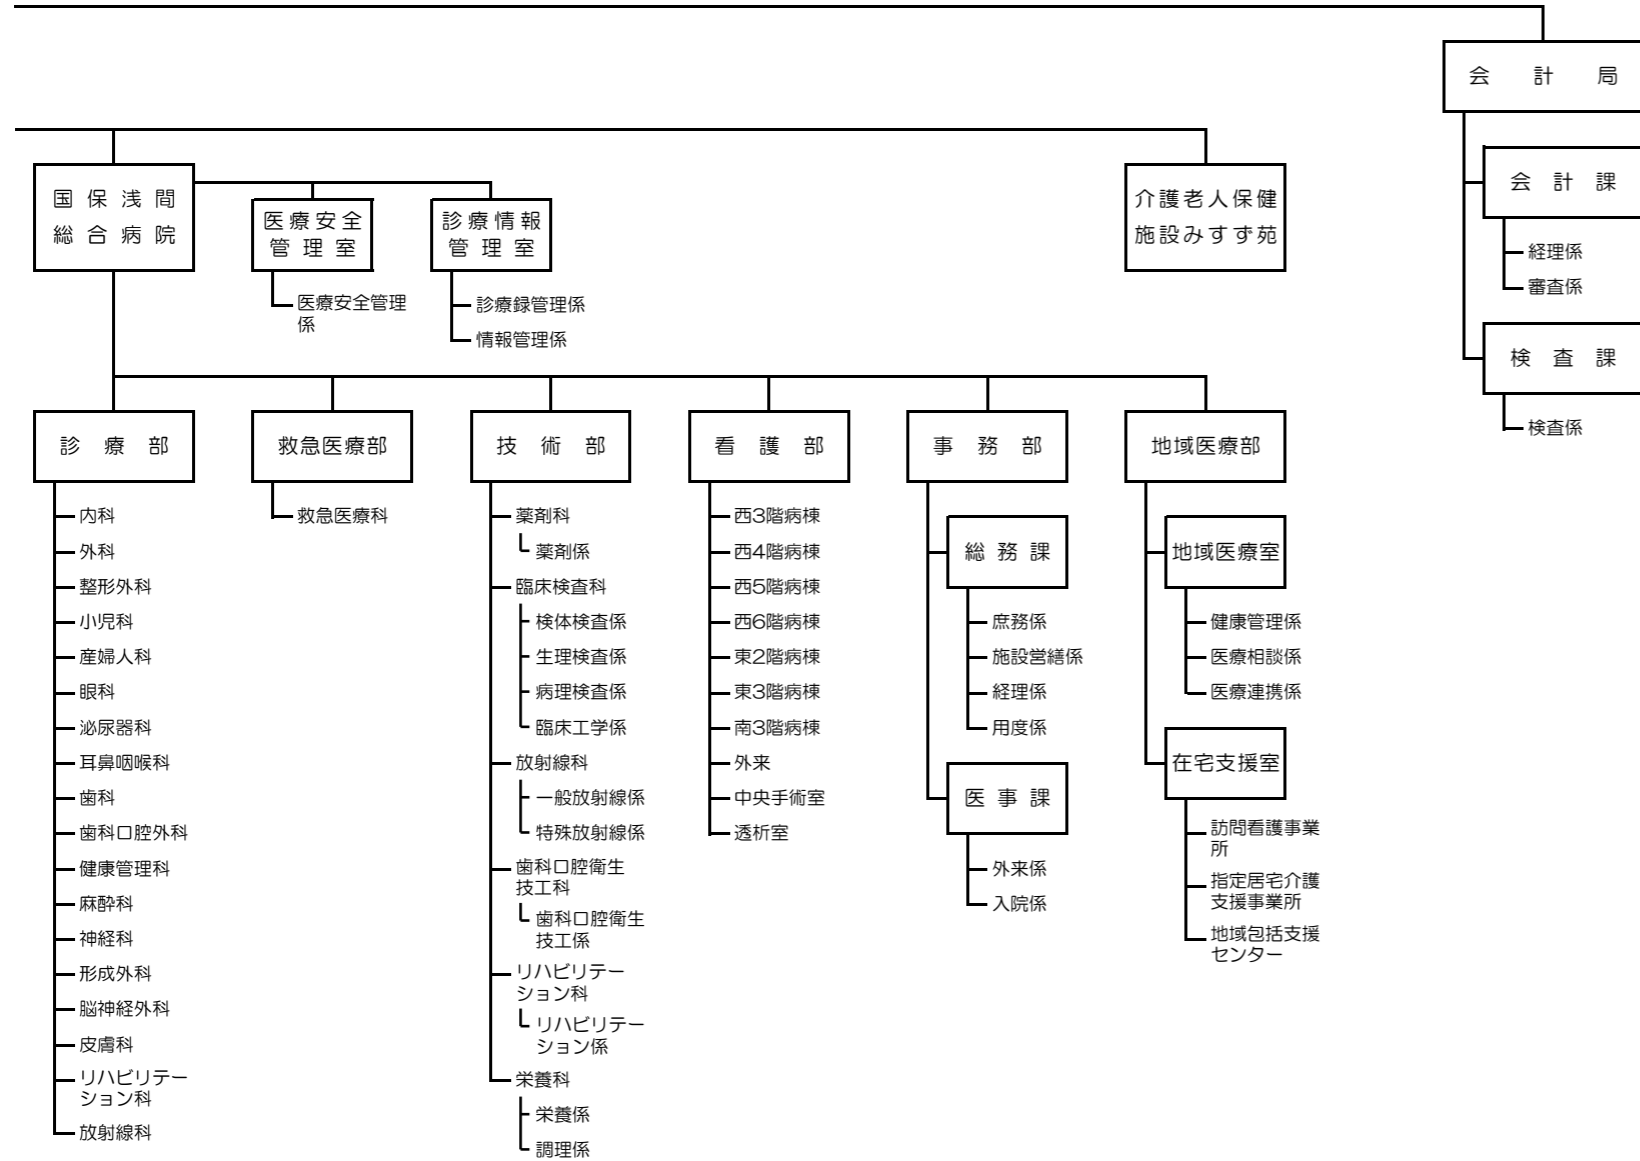 会計局
会計課
経理係
審査係
検査課
検査係
国保浅間
総合病院
医療安全
管理室
医療安全管理
係
診療情報
管理室
診療録管理係
情報管理係
介護老人保健
施設みすず苑
診療部
内科
外科
整形外科
小児科
産婦人科
眼科
泌尿器科
耳鼻咽喉科
歯科
歯科口腔外科
健康管理科
麻酔科
神経科
形成外科
脳神経外科
皮膚科
リハビリテー
ション科
放射線科
救急医療部
救急医療科
技術部
薬剤科
薬剤係
臨床検査科
検体検査係
生理検査係
病理検査係
臨床工学係
放射線科
一般放射線係
特殊放射線係
歯科口腔衛生
技工科
歯科口腔衛生
技工係
リハビリテー
ション科
リハビリテー
ション係
栄養科
栄養係
調理係
看護部
西3階病棟
西4階病棟
西5階病棟
西6階病棟
東2階病棟
東3階病棟
南3階病棟
外来
中央手術室
透析室
事務部
総務課
庶務係
施設営繕係
経理係
用度係
医事課
外来係
入院係
地域医療部
地域医療室
健康管理係
医療相談係
医療連携係
在宅支援室
訪問看護事業
所
指定居宅介護
支援事業所
地域包括支援
センター